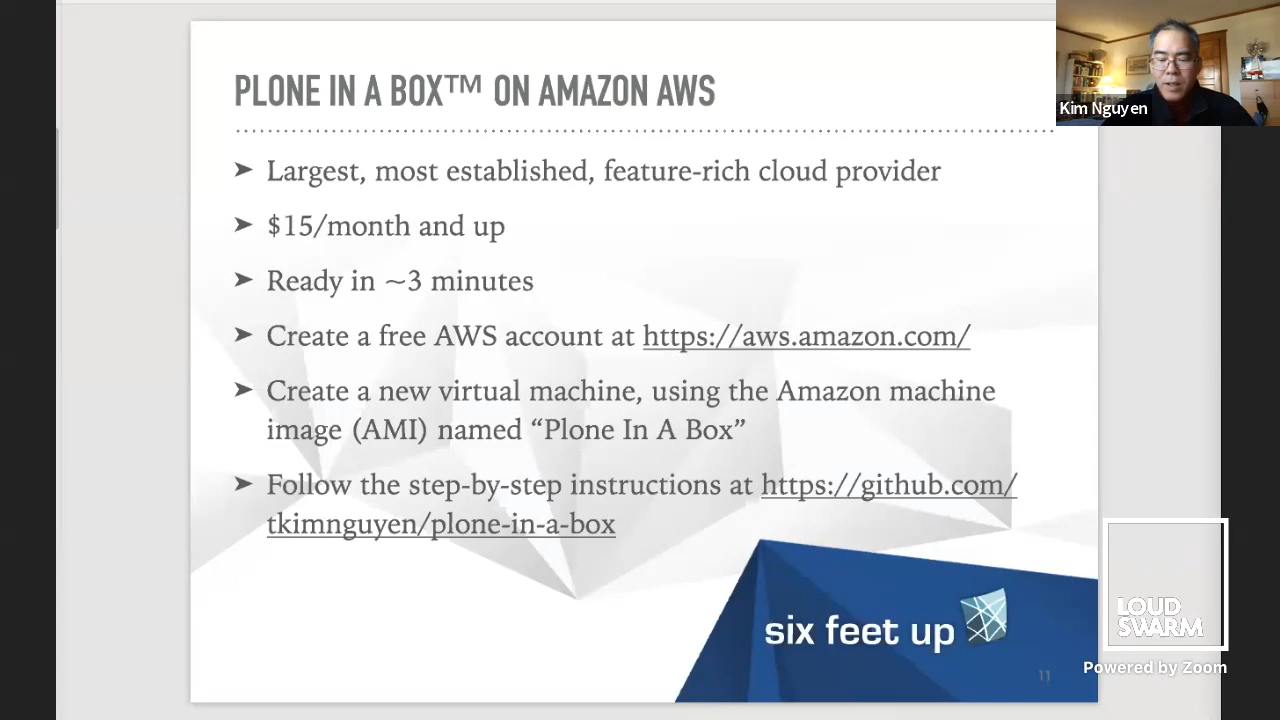 PLONE IN A BOX™ ON AMAZON AWS
Kim Nguyen
➤ Largest, most established, feature-rich cloud provider
➤ $15/month and up
➤ Ready in ~3 minutes
➤ Create a free AWS account at https://aws.amazon.com/
➤ Create a new virtual machine, using the Amazon machine
image (AMI) named “Plone In A Box”
➤ Follow the step-by-step instructions at https://github.com/
tkimnguyen/plone-in-a-box
six feet up
LOUD
SWARM
Powered by Zoom
11